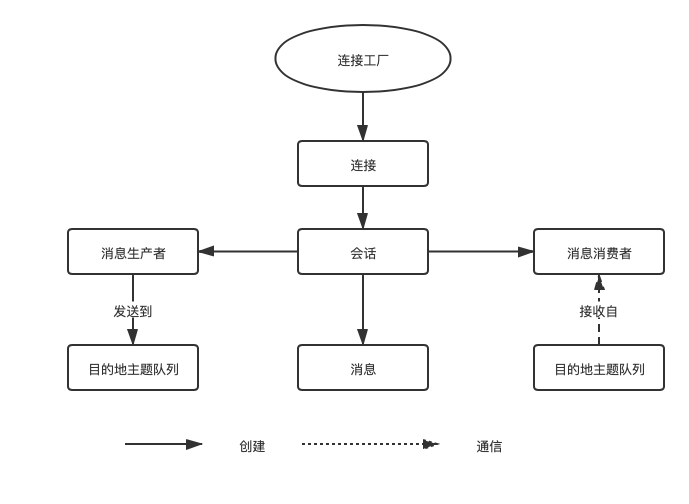 连接工厂
连接
消息生产者
会话
消息消费者
发送到
接收自
目的地主题队列
消息
目的地主题队列
创建
通信